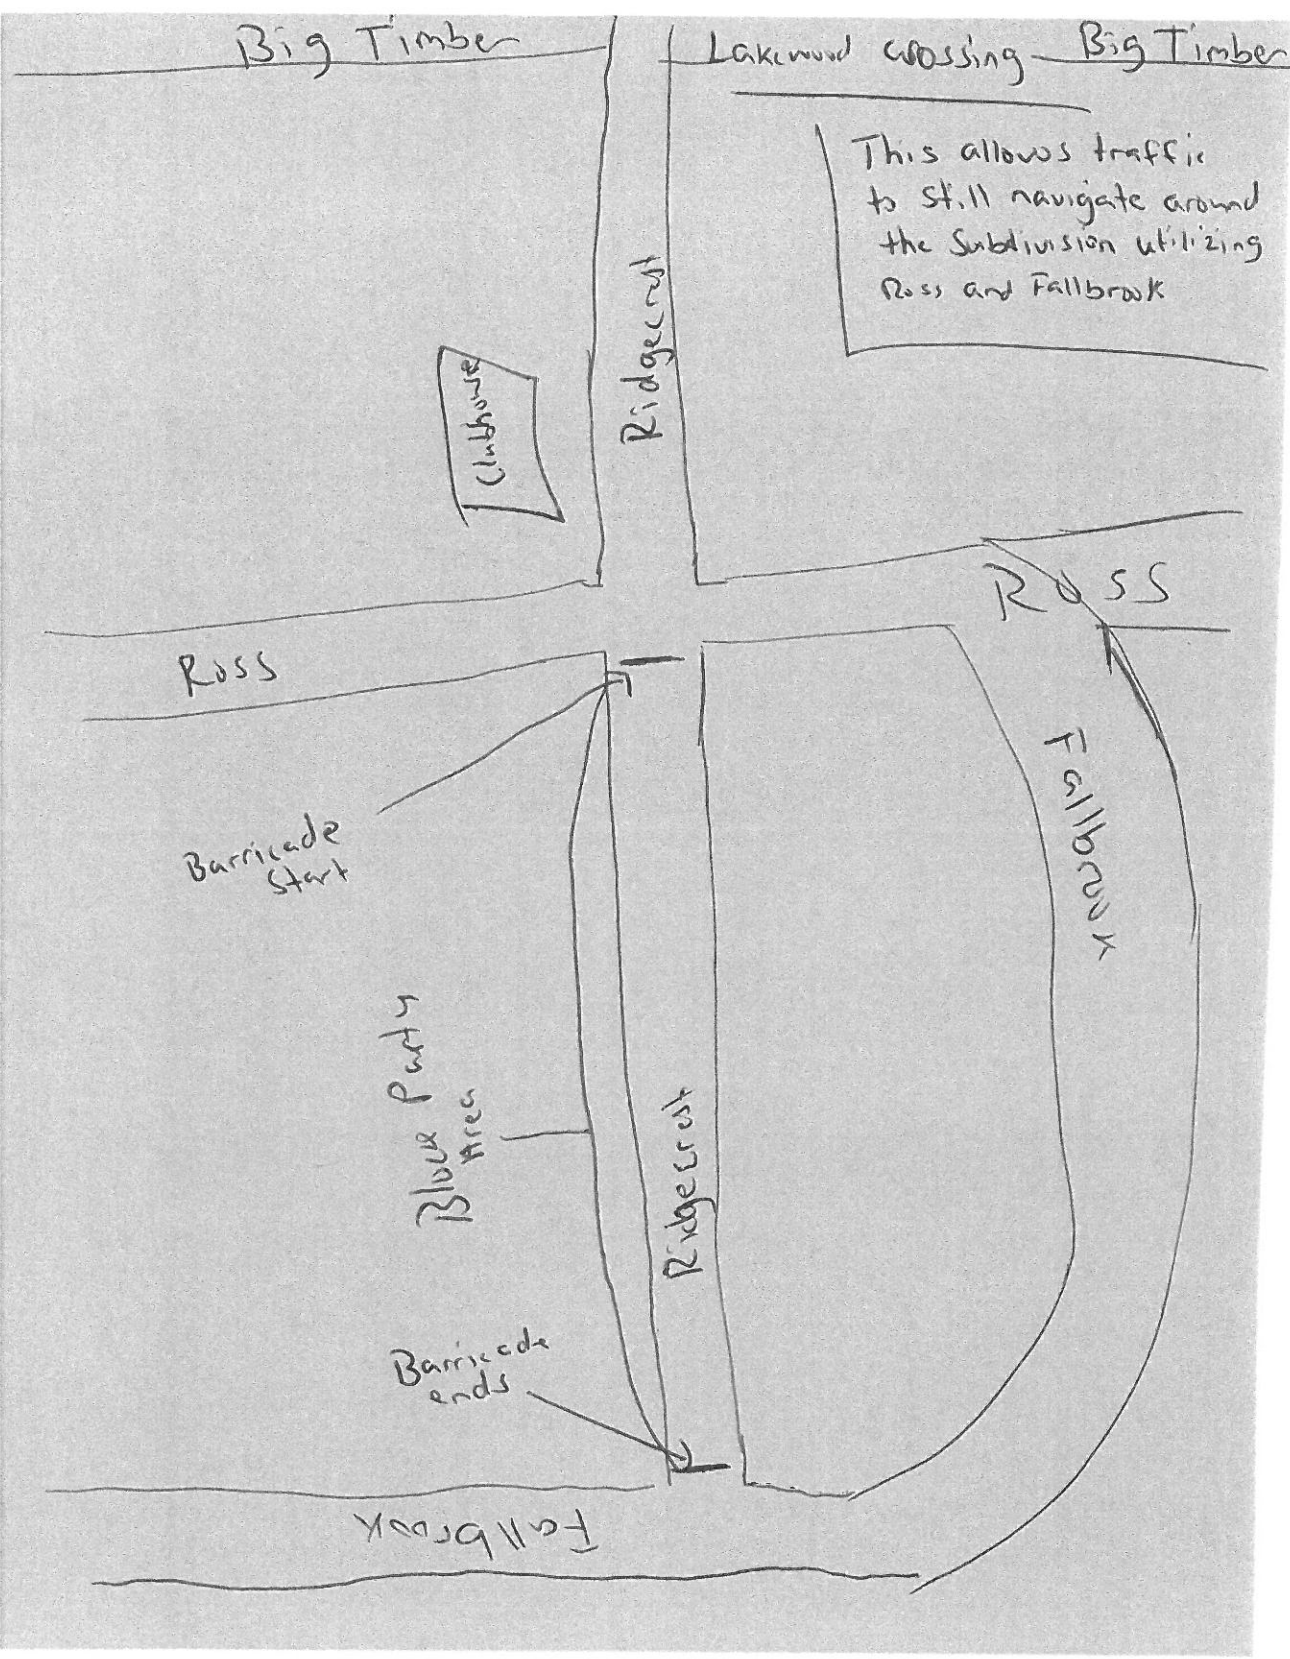 Big Timber
Lakewood crossing Big Timber
This allows traffic
to still navigate around
the Subdivision utilizing
Ross and Fallbrook
Ridgecrest
Clubhouse
Ross
Ross
Barricade
start
Fallbrook
Block Party
Area
Ridgecrest
Barricade
ends
Fallbrook